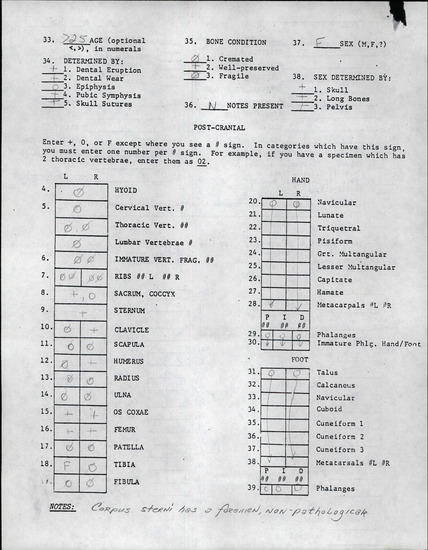 33. >25 AGE (optional <,>), in numerals
34. DETERMINED BY:
+ 1. Dental Eruption
+ 2. Dental Wear
O 3. Epiphysis
+ 4. Pubic Symphysis
+ 5. Skull Sutures
35. BONE CONDITION
Ø 1. Cremated
+ 2. Well-preserved
Ø 3. Fragile
36. N NOTES PRESENT
37. F SEX (M,F,?)
38. SEX DETERMINED BY:
+ 1. Skull
+ 2. Long Bones
3. Pelvis
POST-CRANIAL
Enter +, 0, or F except where you see a # sign. In categories which have this sign,
you must enter one number per # sign. For example, if you have a specimen which has
2 thoracic vertebrae, enter them as 02.
L R
4. Ø HYOID
5. O Cervical Vert. #
O, O Thoracic Vert. ##
Ø Lumbar Vertebrae #
6. Ø IMMATURE VERT. FRAG. ##
7. ØØ ØØ RIBS ## L ## R
8. +, O SACRUM, COCCYX
9. + STERNUM
10. Ø + CLAVICLE
11. Ø Ø SCAPULA
12. Ø + HUMERUS
13. Ø O RADIUS
14. Ø Ø ULNA
15. + + OS COXAE
16. + + FEMUR
17. Ø Ø PATELLA
18. F O TIBIA
Ø O FIBULA
HAND
L R
20. Ø Ø Navicular
21. Lunate
22. Triquetral
23. Pisiform
24. Grt. Multangular
25. Lesser Multangular
26. Capitate
27. Hamate
28. Metacarpals #L #R
P I D
## ## ##
29. O O O Phalanges
30. Immature Phlg. Hand/Foot
FOOT
31. O O Talus
32. Calcaneus
33. Navicular
34. Cuboid
35. Cuneiform 1
36. Cuneiform 2
37. Cuneiform 3
38. Metatarsals #L #R
P I D
## ## ##
39. O O O Phalanges
NOTES: Corpus sterni has a foramen, non-pathological